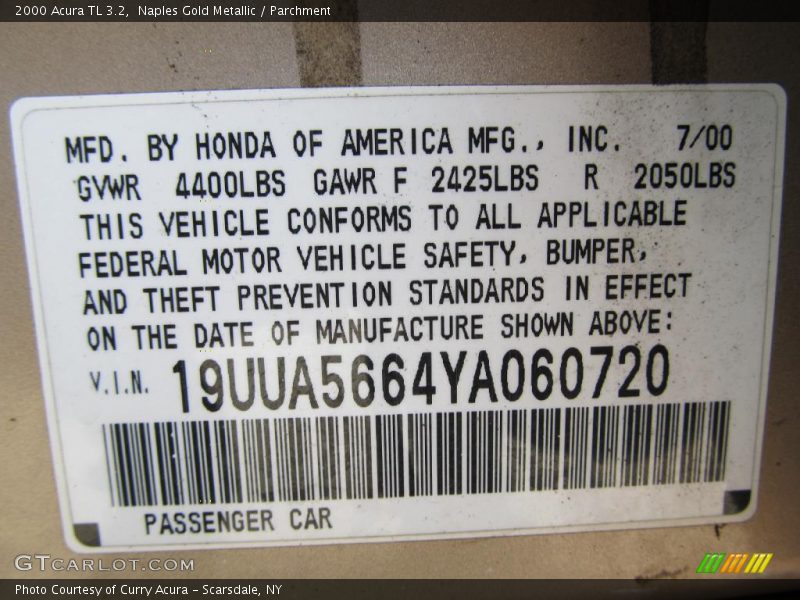 2000 Acura TL 3.2,  Naples Gold Metallic / Parchment
MFD. BY HONDA OF AMERICA MFG., INC. 7/00
GVWR 4400LBS GAWR F 2425LBS R 2050LBS
THIS VEHICLE CONFORMS TO ALL APPLICABLE
FEDERAL MOTOR VEHICLE SAFETY, BUMPER,
AND THEFT PREVENTION STANDARDS IN EFFECT
ON THE DATE OF MANUFACTURE SHOWN ABOVE:
V.I.N. 19UUA5664YA060720
PASSENGER CAR
GTCARLOT.COM
Photo Courtesy of Curry Acura - Scarsdale, NY